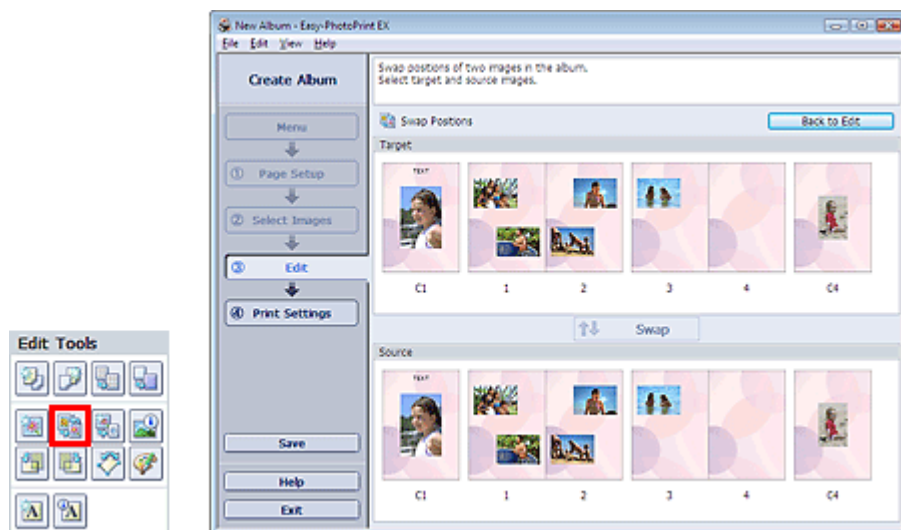 New Album - Easy-PhotoPrint EX
File Edit View Help
Create Album
Swap positions of two images in the album.
Select target and source images.
Menu
Swap Postions
Back to Edit
Target
① Page Setup
TEXT
② Select Images
③ Edit
C1 1 2 3 4 C4
④ Print Settings
Swap
Source
TEXT
Save
Help
C1 1 2 3 4 C4
Exit
Edit Tools